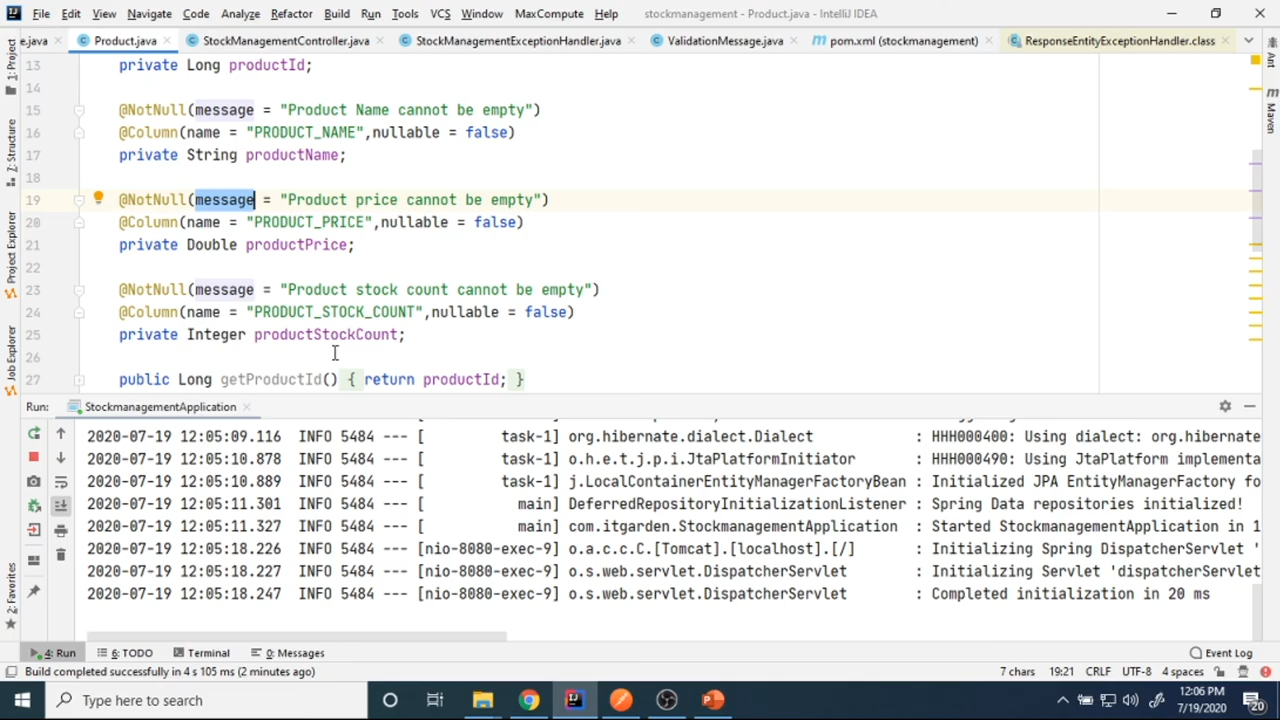 File Edit View Navigate Code Analyze Refactor Build Run Tools VCS Window MaxCompute Help stockmanagement - Product.java - IntelliJ IDEA
e.java Product.java StockManagementController.java StockManagementExceptionHandler.java ValidationMessage.java pom.xml (stockmanagement) ResponseEntityExceptionHandler.class
1: Project
Z: Structure
Project Explorer
Job Explorer
2: Favorites
Ant
Maven
13 private Long productId;
14
15 @NotNull(message = "Product Name cannot be empty")
16 @Column(name = "PRODUCT_NAME",nullable = false)
17 private String productName;
18
19 @NotNull(message = "Product price cannot be empty")
20 @Column(name = "PRODUCT_PRICE",nullable = false)
21 private Double productPrice;
22
23 @NotNull(message = "Product stock count cannot be empty")
24 @Column(name = "PRODUCT_STOCK_COUNT",nullable = false)
25 private Integer productStockCount;
26
27 public Long getProductId() { return productId; }
Run: StockmanagementApplication
2020-07-19 12:05:09.116 INFO 5484 --- [ task-1] org.hibernate.dialect.Dialect : HHH000400: Using dialect: org.hibernate
2020-07-19 12:05:10.878 INFO 5484 --- [ task-1] o.h.e.t.j.p.i.JtaPlatformInitiator : HHH000490: Using JtaPlatform implementa
2020-07-19 12:05:10.889 INFO 5484 --- [ task-1] j.LocalContainerEntityManagerFactoryBean : Initialized JPA EntityManagerFactory fo
2020-07-19 12:05:11.301 INFO 5484 --- [ main] DeferredRepositoryInitializationListener : Spring Data repositories initialized!
2020-07-19 12:05:11.327 INFO 5484 --- [ main] com.itgarden.StockmanagementApplication : Started StockmanagementApplication in 1
2020-07-19 12:05:18.226 INFO 5484 --- [nio-8080-exec-9] o.a.c.c.C.[Tomcat].[localhost].[/] : Initializing Spring DispatcherServlet '
2020-07-19 12:05:18.227 INFO 5484 --- [nio-8080-exec-9] o.s.web.servlet.DispatcherServlet : Initializing Servlet 'dispatcherServlet
2020-07-19 12:05:18.247 INFO 5484 --- [nio-8080-exec-9] o.s.web.servlet.DispatcherServlet : Completed initialization in 20 ms
4: Run 6: TODO Terminal 0: Messages Event Log
Build completed successfully in 4 s 105 ms (2 minutes ago) 7 chars 19:21 CRLF UTF-8 4 spaces
Type here to search 12:06 PM
7/19/2020 20